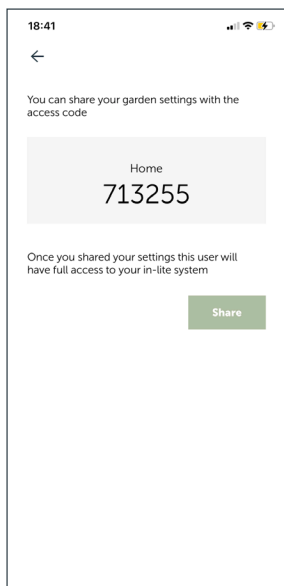 18:41
You can share your garden settings with the
access code
Home
713255
Once you shared your settings this user will
have full access to your in-lite system
Share